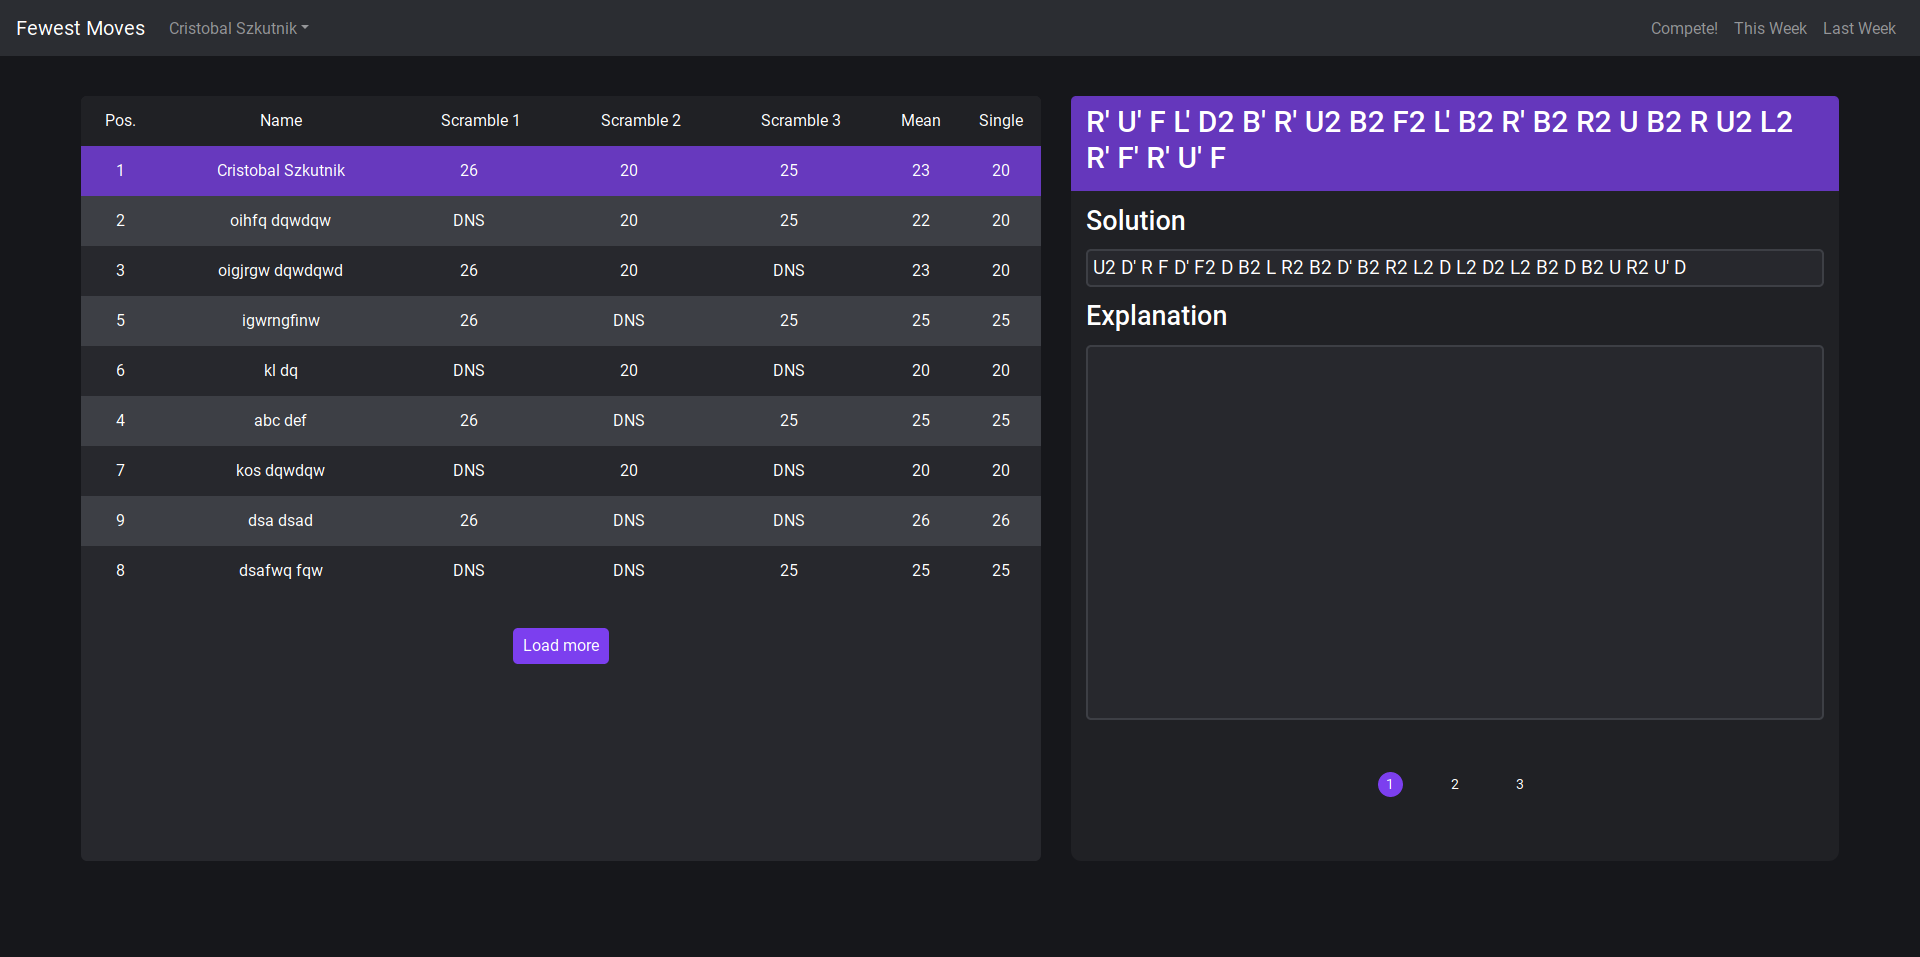 Fewest Moves Cristobal Szkutnik Compete! This Week Last Week
Pos. Name Scramble 1 Scramble 2 Scramble 3 Mean Single
1 Cristobal Szkutnik 26 20 25 23 20
2 oihfq dqwdqw DNS 20 25 22 20
3 oigjrgw dqwdqwd 26 20 DNS 23 20
5 igwrngfinw 26 DNS 25 25 25
6 kl dq DNS 20 DNS 20 20
4 abc def 26 DNS 25 25 25
7 kos dqwdqw DNS 20 DNS 20 20
9 dsa dsad 26 DNS DNS 26 26
8 dsafwq fqw DNS DNS 25 25 25
Load more
R' U' F L' D2 B' R' U2 B2 F2 L' B2 R' B2 R2 U B2 R U2 L2
R' F' R' U' F
Solution
U2 D' R F D' F2 D B2 L R2 B2 D' B2 R2 L2 D L2 D2 L2 B2 D B2 U R2 U' D
Explanation
1 2 3